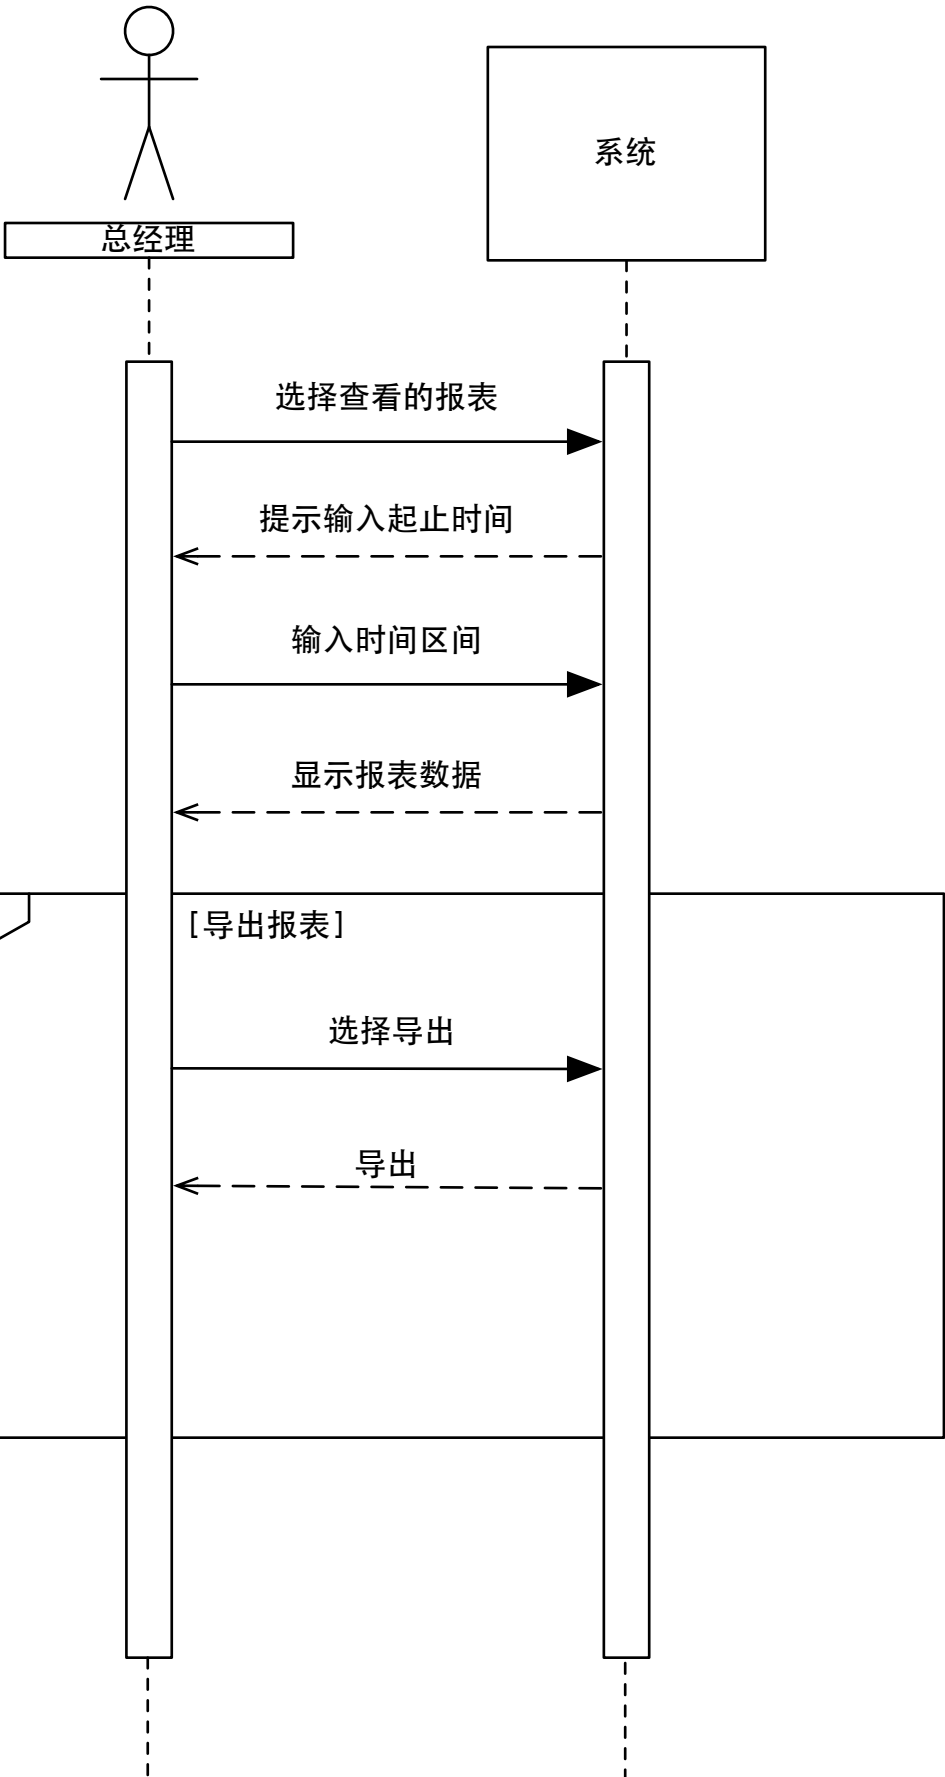 系统
总经理
选择查看的报表
提示输入起止时间
输入时间区间
显示报表数据
[导出报表]
选择导出
导出